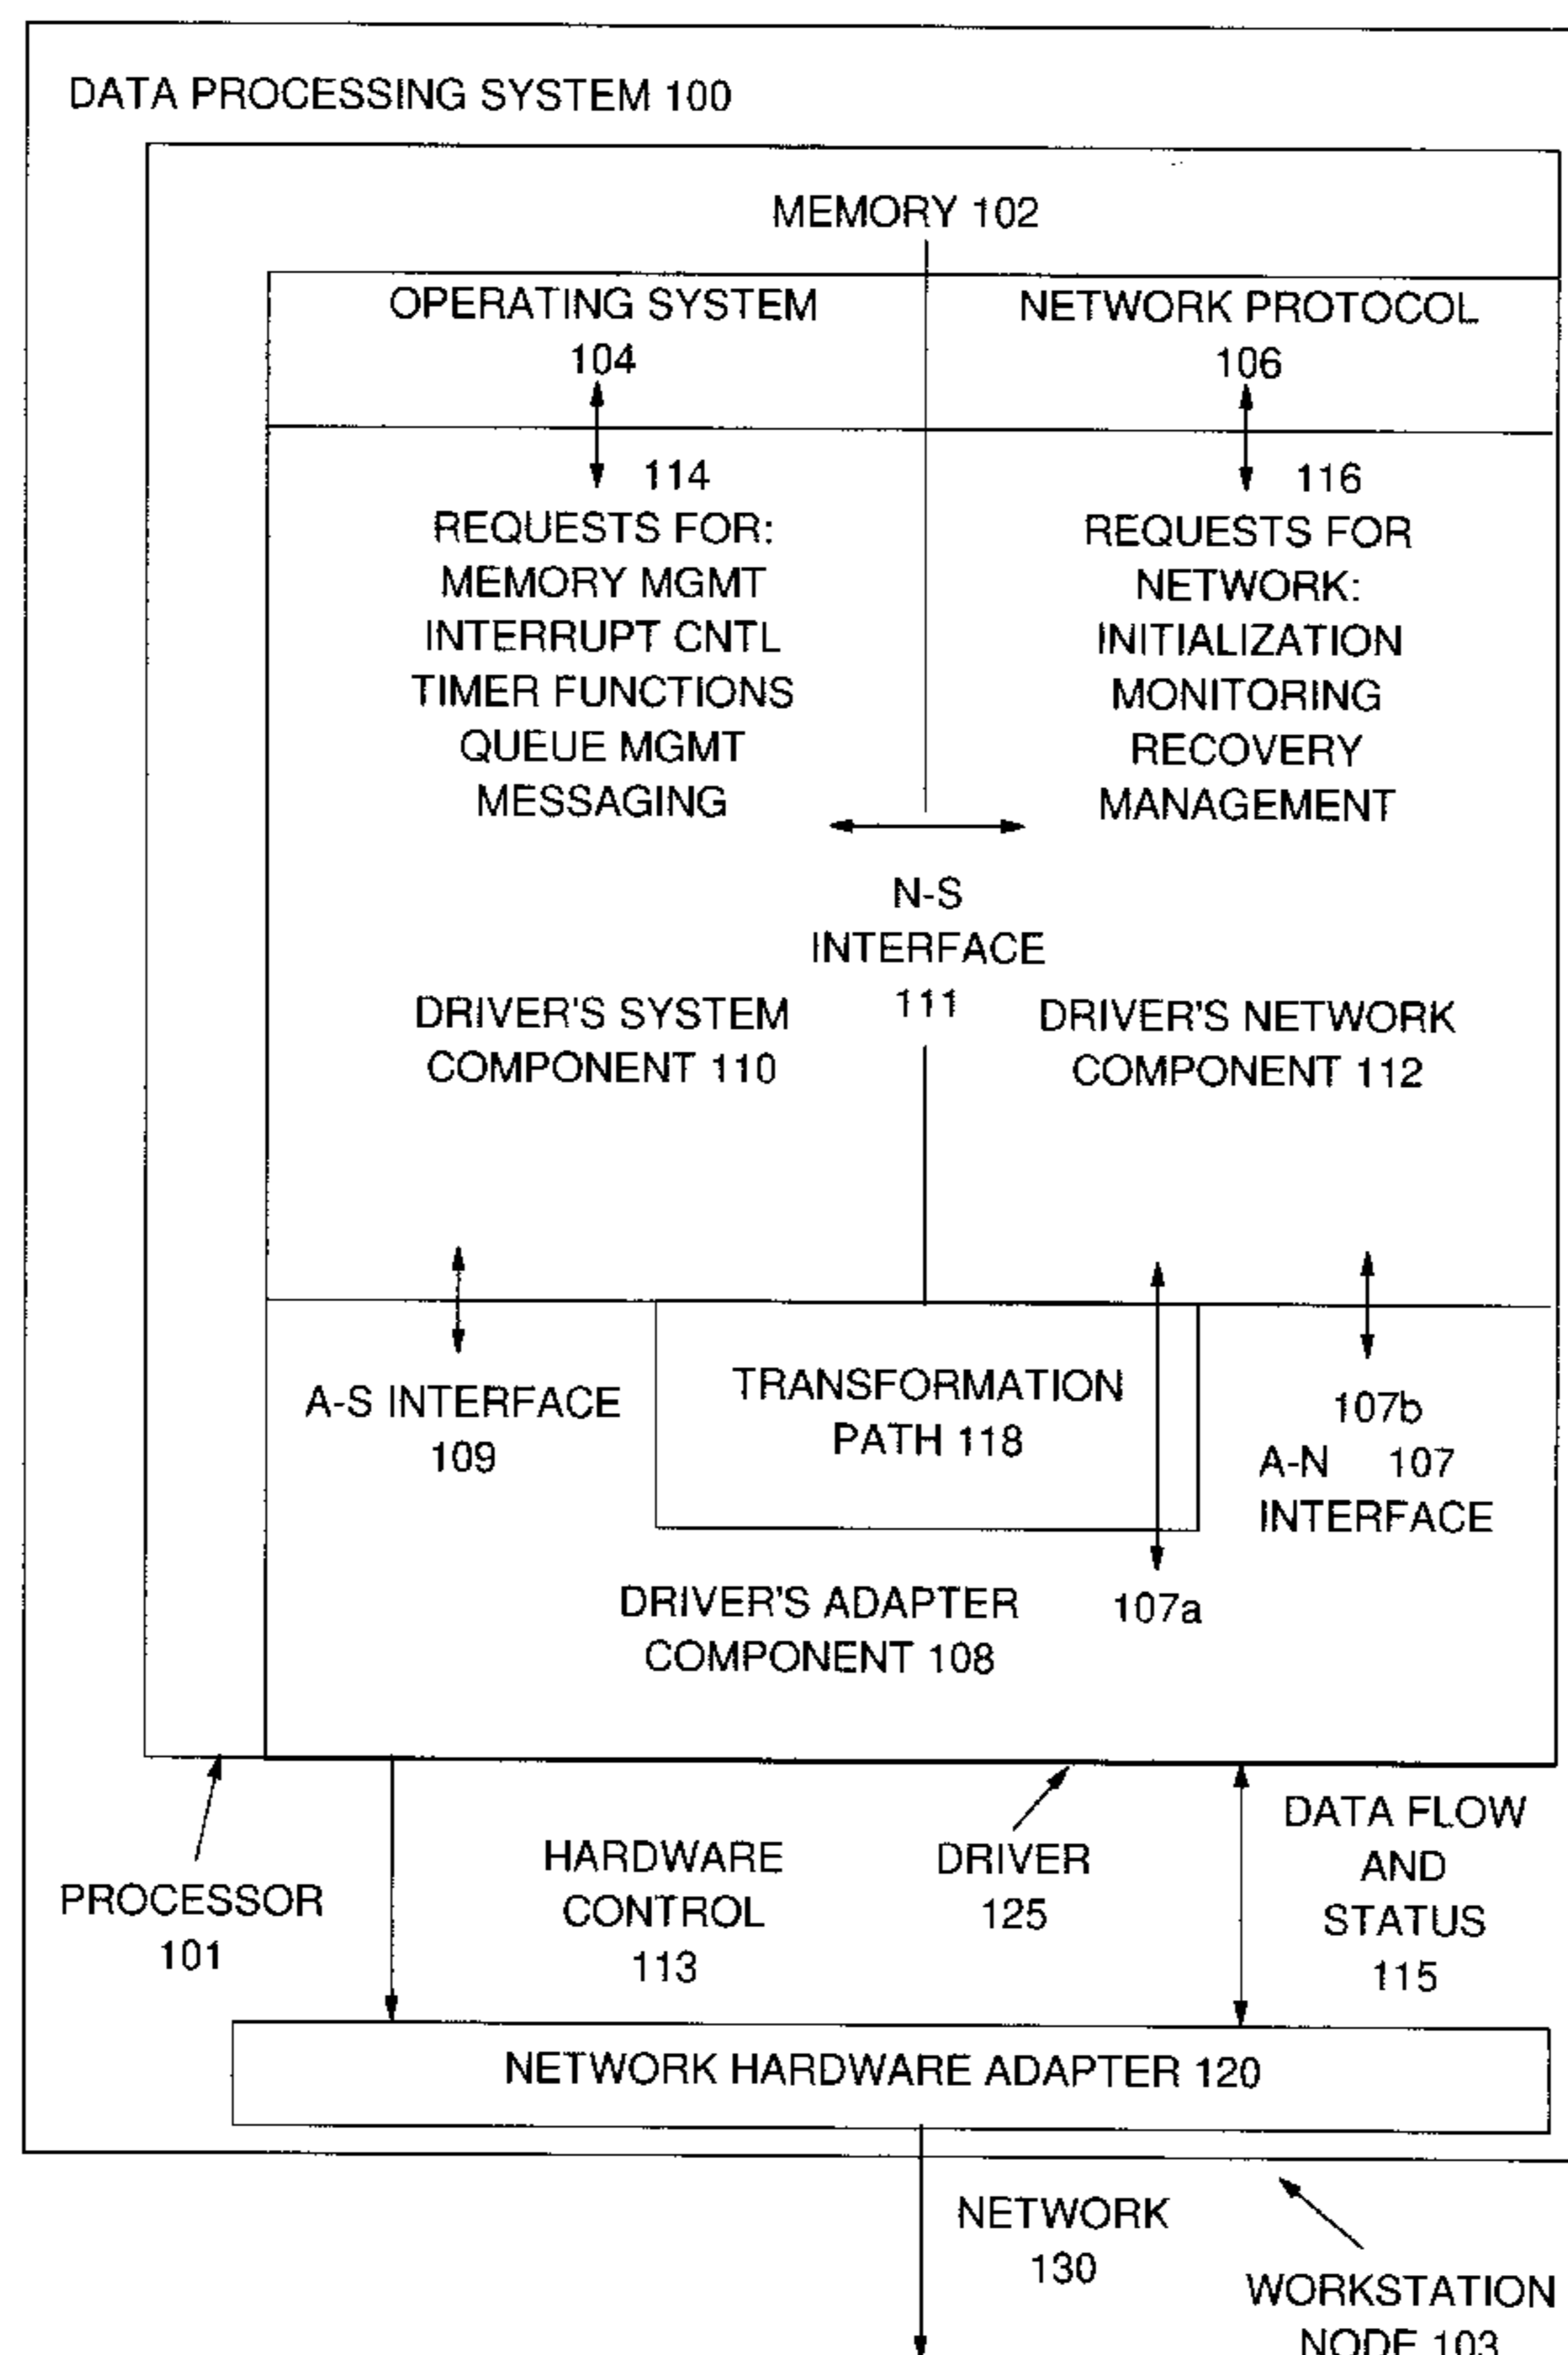 DATA PROCESSING SYSTEM 100
MEMORY 102
OPERATING SYSTEM
104
NETWORK PROTOCOL
106
114
REQUESTS FOR:
MEMORY MGMT
INTERRUPT CNTL
TIMER FUNCTIONS
QUEUE MGMT
MESSAGING
116
REQUESTS FOR
NETWORK:
INITIALIZATION
MONITORING
RECOVERY
MANAGEMENT
N-S
INTERFACE
111
DRIVER'S SYSTEM
COMPONENT 110
DRIVER'S NETWORK
COMPONENT 112
A-S INTERFACE
109
TRANSFORMATION
PATH 118
107b
A-N 107
INTERFACE
DRIVER'S ADAPTER
COMPONENT 108
107a
PROCESSOR
101
HARDWARE
CONTROL
113
DRIVER
125
DATA FLOW
AND
STATUS
115
NETWORK HARDWARE ADAPTER 120
NETWORK
130
WORKSTATION
NODE 103